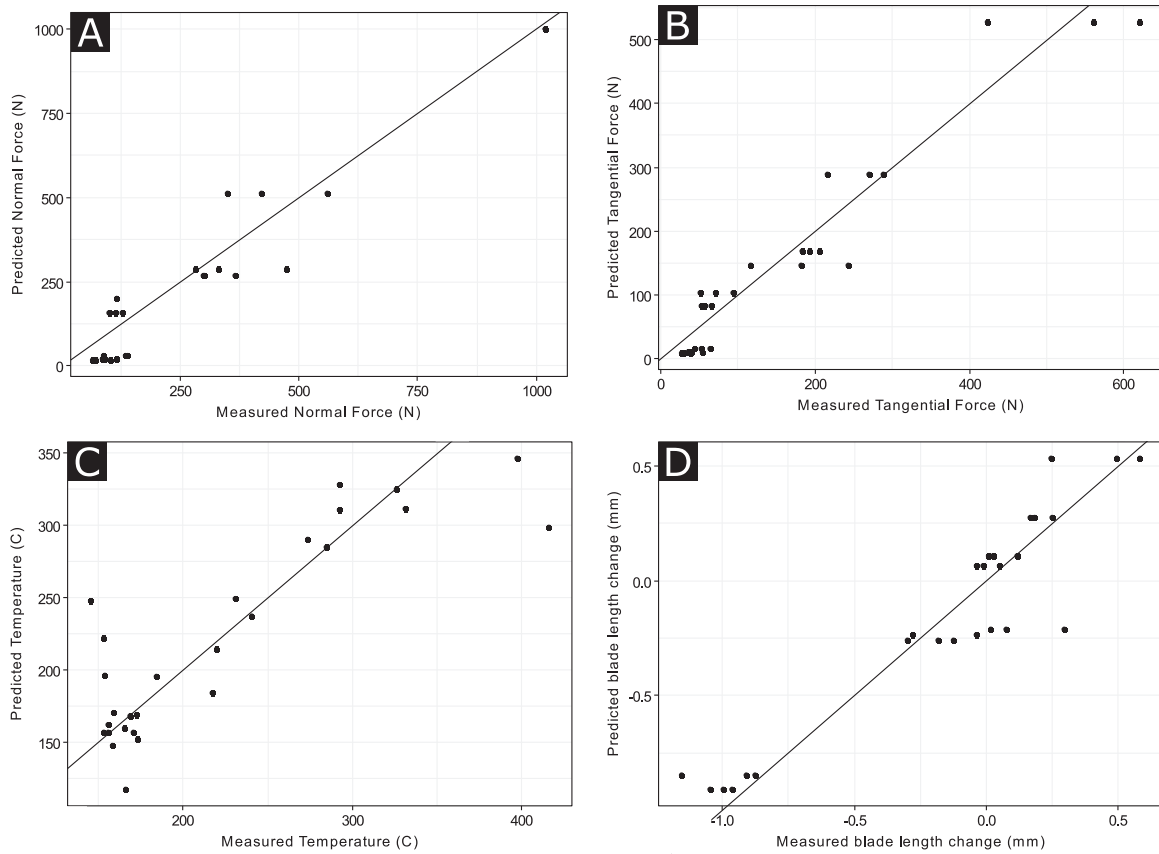 A
Predicted Normal Force (N)
1000
750
500
250
0
250
500
750
1000
Measured Normal Force (N)
B
Predicted Tangential Force (N)
500
400
300
200
100
0
0
200
400
600
Measured Tangential Force (N)
C
Predicted Temperature (C)
350
300
250
200
150
200
300
400
Measured Temperature (C)
D
Predicted blade length change (mm)
0.5
0.0
-0.5
-1.0
-0.5
0.0
0.5
Measured blade length change (mm)